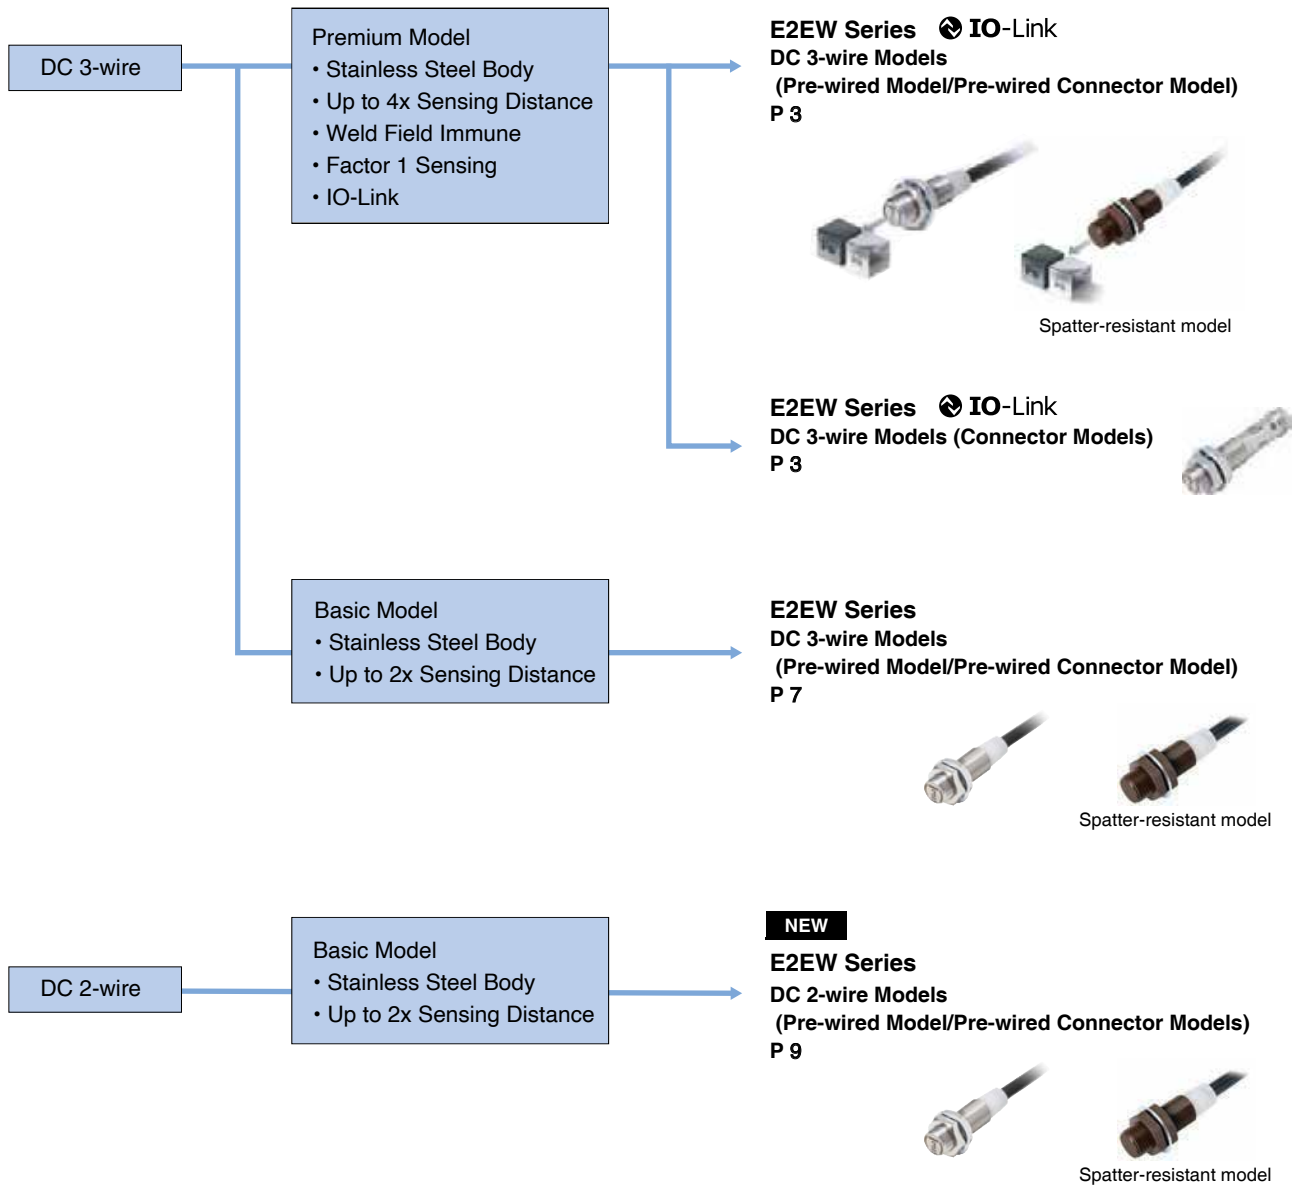 DC 3-wire
Premium Model
・Stainless Steel Body
・Up to 4x Sensing Distance
・Weld Field Immune
・Factor 1 Sensing
・IO-Link
E2EW Series IO-Link
DC 3-wire Models
(Pre-wired Model/Pre-wired Connector Model)
P 3
Spatter-resistant model
E2EW Series IO-Link
DC 3-wire Models (Connector Models)
P 3
Basic Model
・Stainless Steel Body
・Up to 2x Sensing Distance
E2EW Series
DC 3-wire Models
(Pre-wired Model/Pre-wired Connector Model)
P 7
Spatter-resistant model
DC 2-wire
Basic Model
・Stainless Steel Body
・Up to 2x Sensing Distance
NEW
E2EW Series
DC 2-wire Models
(Pre-wired Model/Pre-wired Connector Models)
P 9
Spatter-resistant model